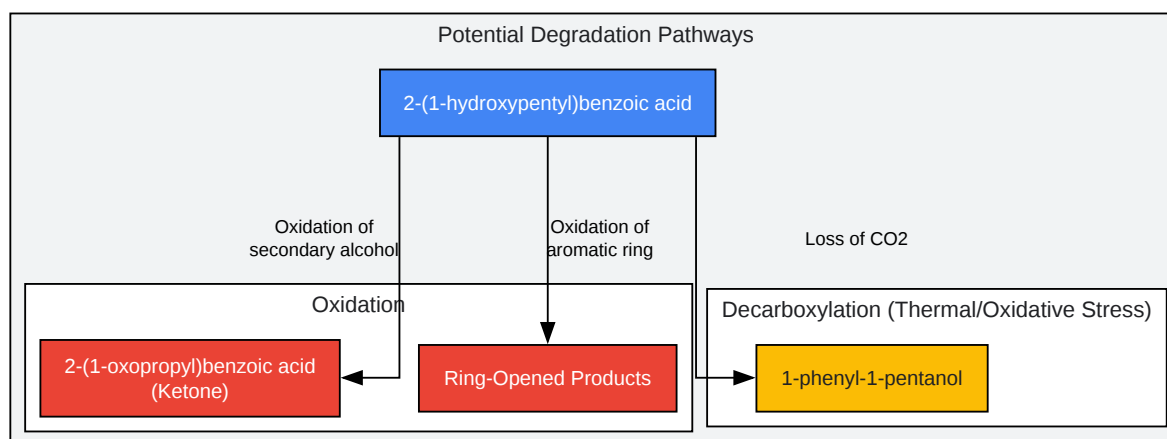 Potential Degradation Pathways
2-(1-hydroxypentyl)benzoic acid
Oxidation of
secondary alcohol
Oxidation of
aromatic ring
Loss of CO2
Oxidation
Decarboxylation (Thermal/Oxidative Stress)
2-(1-oxopropyl)benzoic acid
(Ketone)
Ring-Opened Products
1-phenyl-1-pentanol